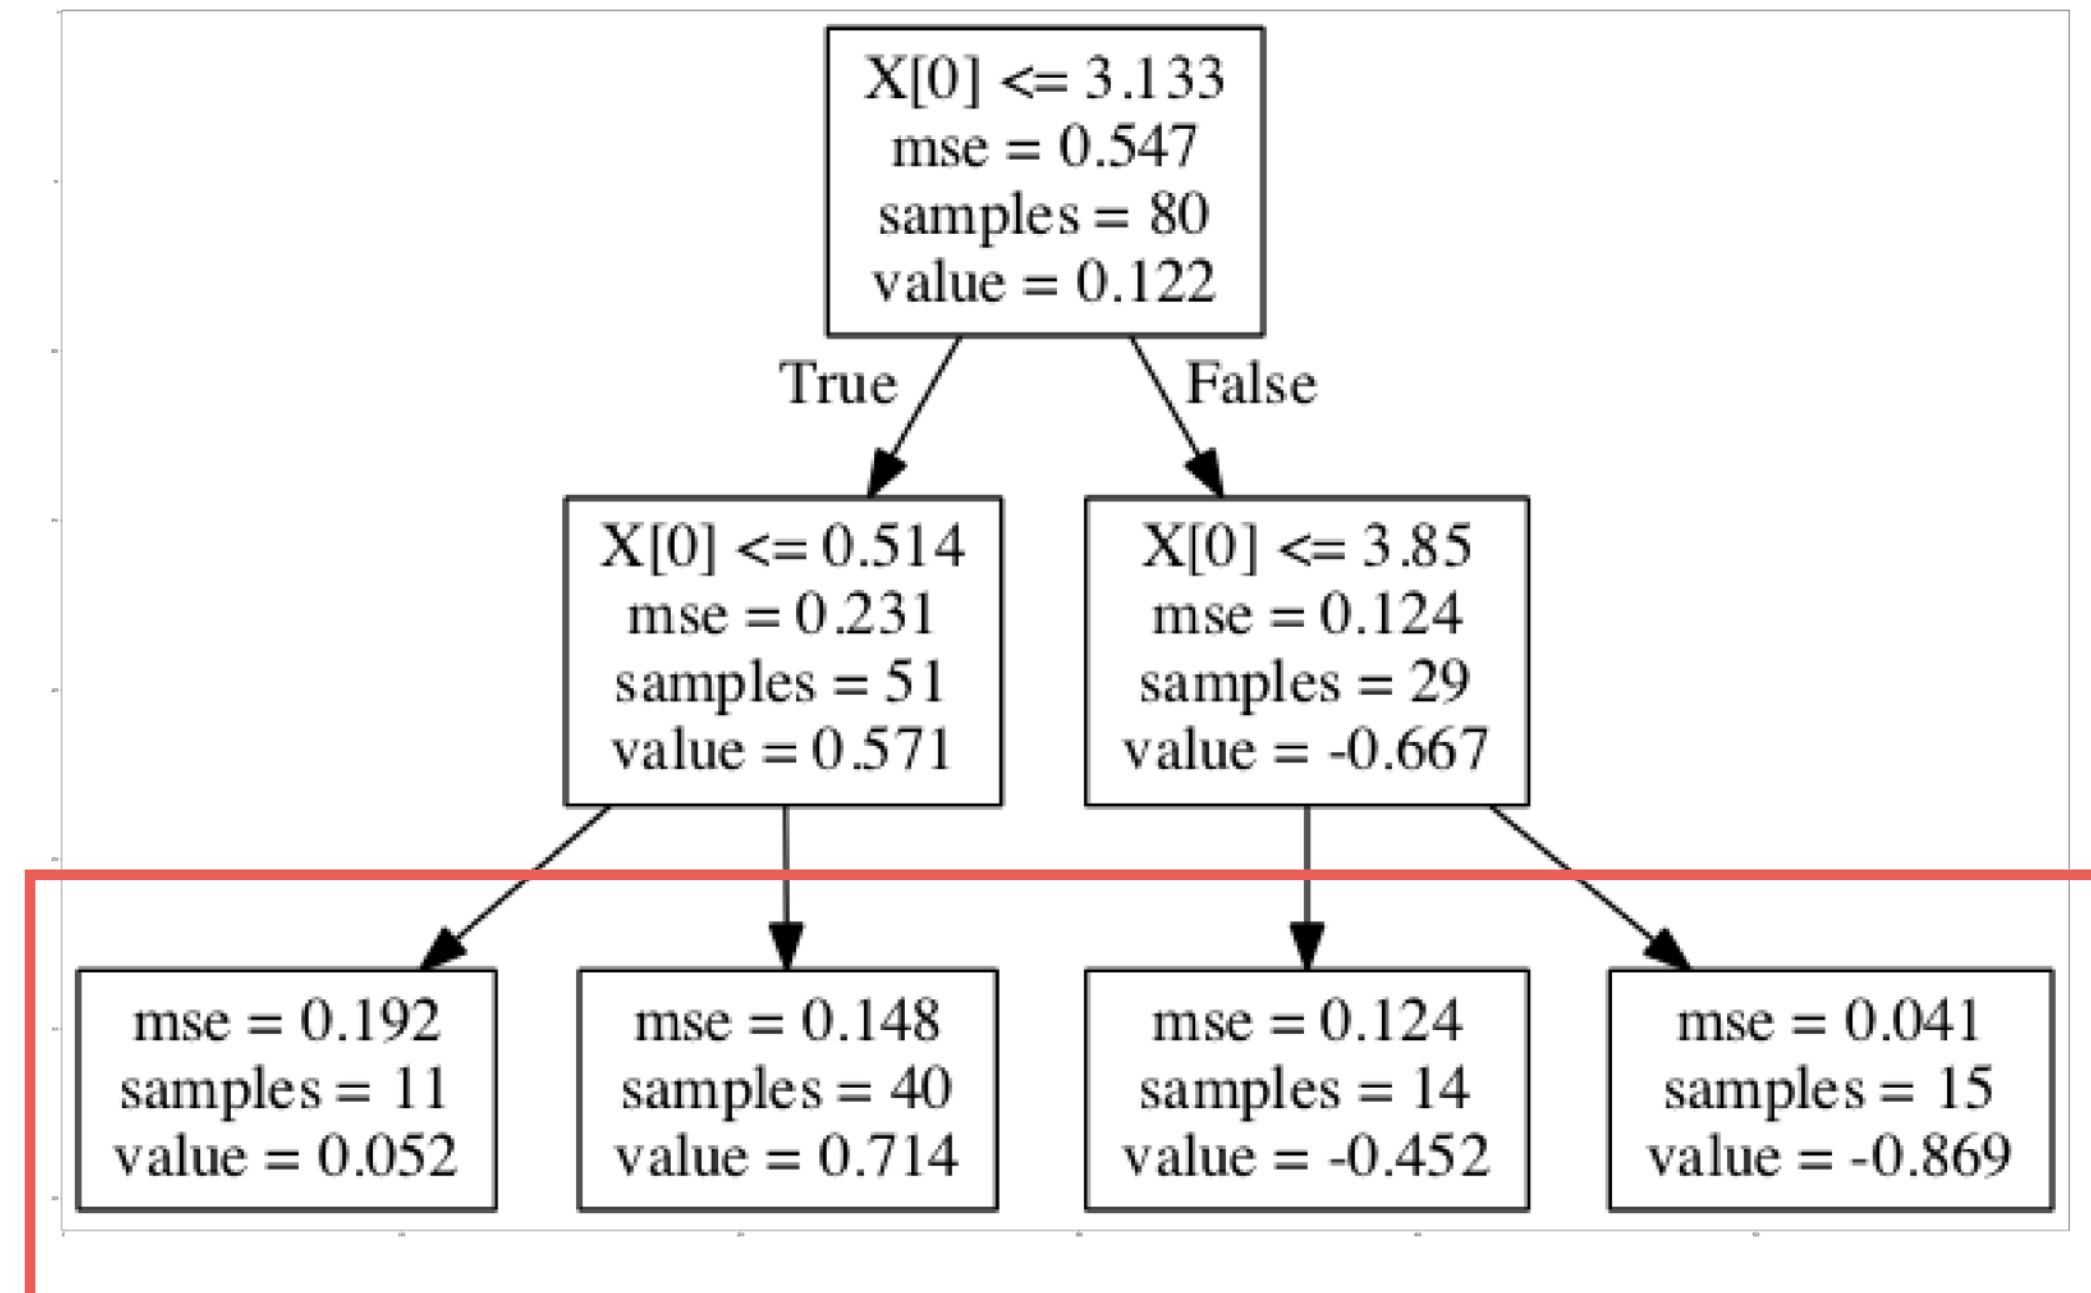 X[0] <= 3.133
mse = 0.547
samples = 80
value = 0.122
True
False
X[0] <= 0.514
mse = 0.231
samples = 51
value = 0.571
X[0] <= 3.85
mse = 0.124
samples = 29
value = -0.667
mse = 0.192
samples = 11
value = 0.052
mse = 0.148
samples = 40
value = 0.714
mse = 0.124
samples = 14
value = -0.452
mse = 0.041
samples = 15
value = -0.869